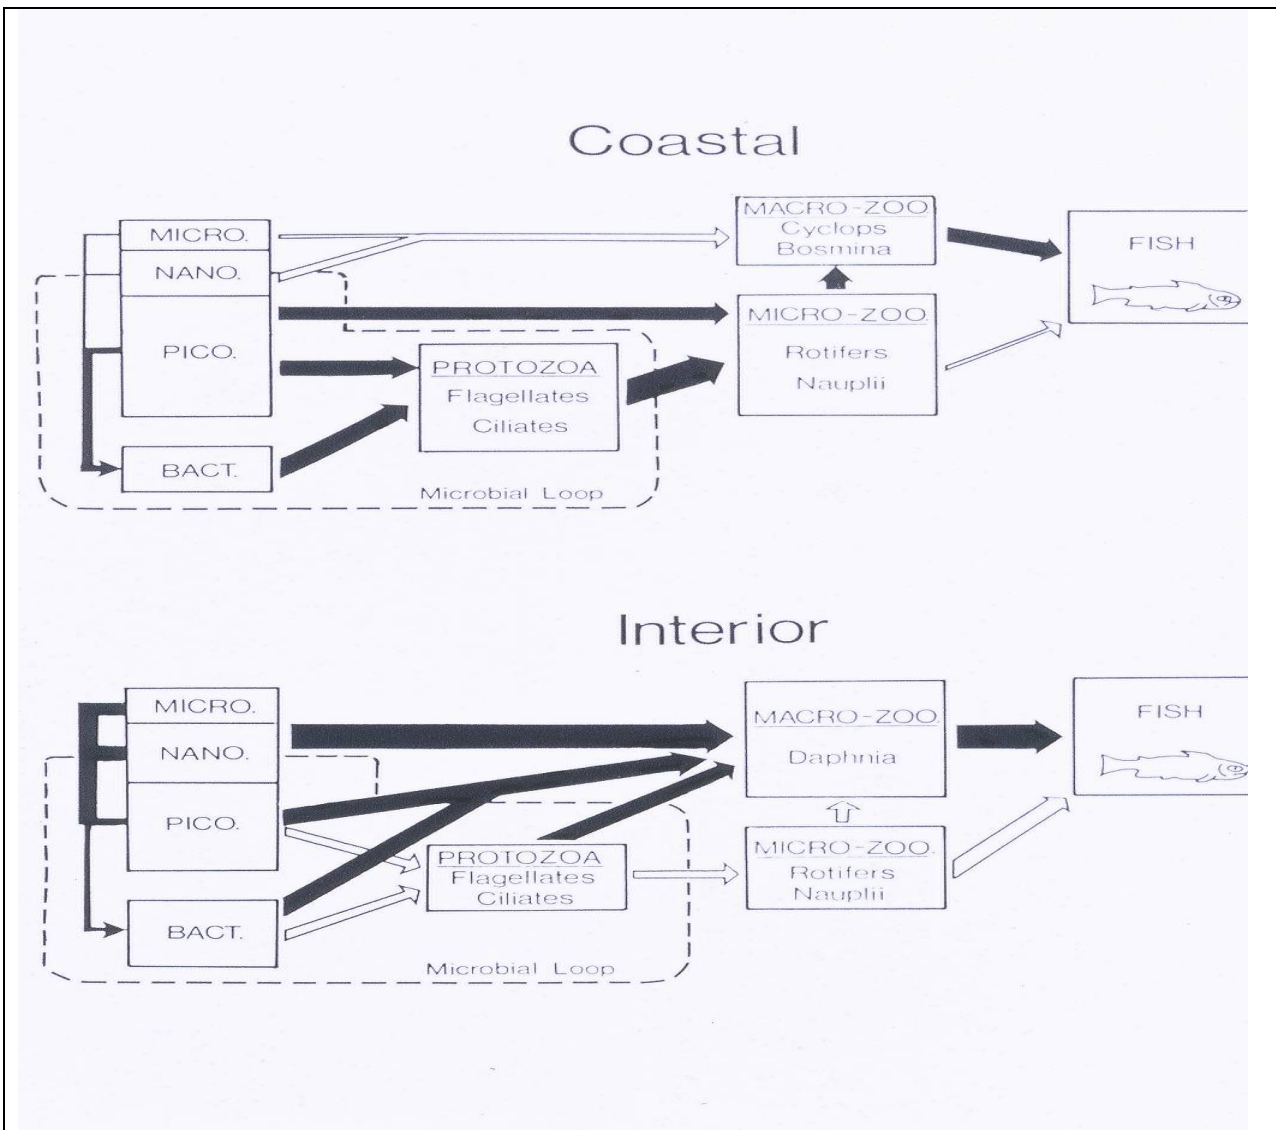 Coastal
MICRO.
NANO.
PICO.
BACT.
PROTOZOA
Flagellates
Ciliates
Microbial Loop
MACRO-ZOO
Cyclops
Bosmina
MICRO-ZOO.
Rotifers
Nauplii
FISH
Interior
MICRO.
NANO.
PICO.
BACT.
PROTOZOA
Flagellates
Ciliates
Microbial Loop
MACRO-ZOO.
Daphnia
MICRO-ZOO.
Rotifers
Nauplii
FISH